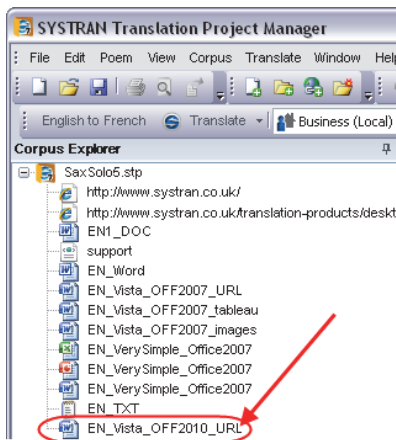 SYSTRAN Translation Project Manager
File Edit Poem View Corpus Translate Window Help
English to French Translate Business (Local)
Corpus Explorer
SaxSolo5.stp
http://www.systran.co.uk/
http://www.systran.co.uk/translation-products/deskt
EN1_DOC
support
EN_Word
EN_Vista_OFF2007_URL
EN_Vista_OFF2007_tableau
EN_Vista_OFF2007_images
EN_VerySimple_Office2007
EN_VerySimple_Office2007
EN_VerySimple_Office2007
EN_TXT
EN_Vista_OFF2010_URL